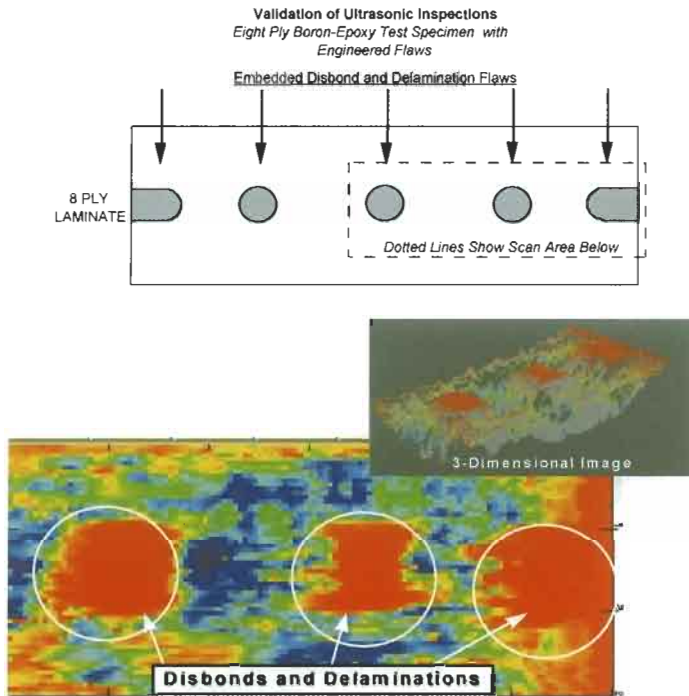 Validation of Ultrasonic Inspections
Eight Ply Boron-Epoxy Test Specimen with
Engineered Flaws
Embedded Disbond and Delamination Flaws
8 PLY
LAMINATE
Dotted Lines Show Scan Area Below
3-Dimensional Image
Disbonds and Delaminations